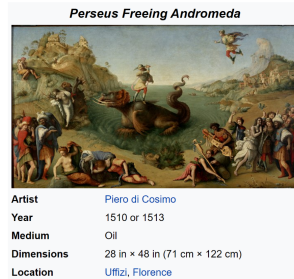 Perseus Freeing Andromeda
Artist Piero di Cosimo
Year 1510 or 1513
Medium Oil
Dimensions 28 in × 48 in (71 cm × 122 cm)
Location Uffizi, Florence